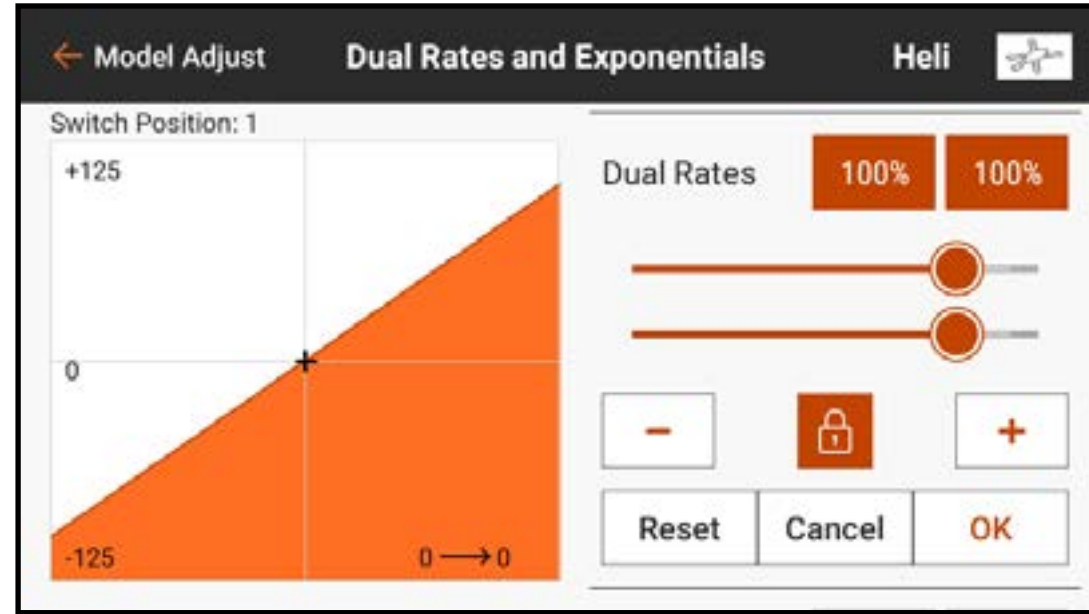 ← Model Adjust Dual Rates and Exponentials Heli
Switch Position: 1
+125
0
-125
0 → 0
Dual Rates 100% 100%
− +
Reset Cancel OK